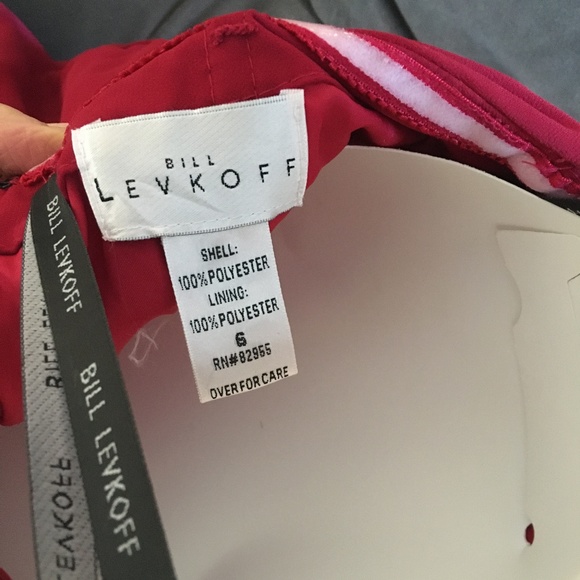 BILL
LEVKOFF
SHELL:
100%POLYESTER
LINING:
100%POLYESTER
6
RN#82955
OVER FOR CARE
BILL LEVKOFF
BILL LEVKOFF